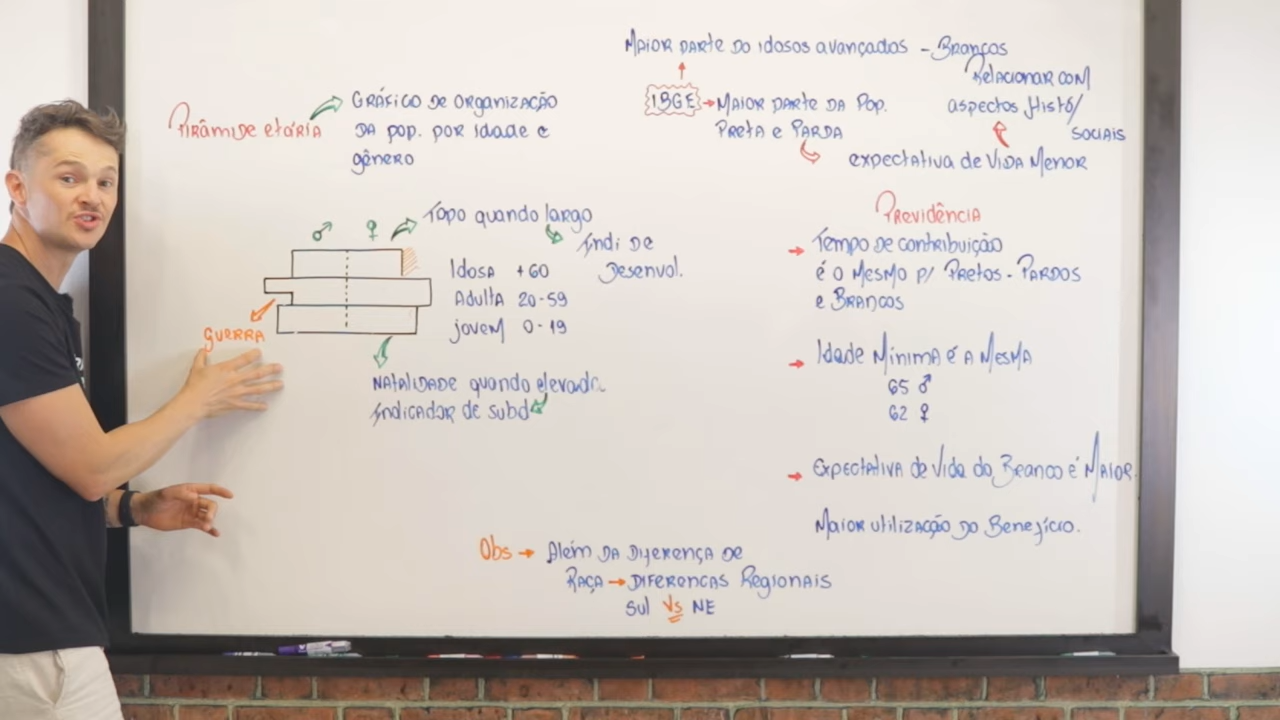 Pirâmide etária
Gráfico de organização
da pop. por idade e
gênero
♂ ♀
Topo quando largo
Indi de
Desenvol.
Idosa +60
Adulta 20-59
jovem 0-19
Guerra
Natalidade quando elevada
Indicador de subd
Maior parte do idosos avançados - Brancos
IBGE
Maior parte da Pop.
Preta e Parda
expectativa de vida menor
Relacionar com
aspectos Histó/
sociais
Previdência
Tempo de contribuição
é o mesmo p/ Pretos - Pardos
e Brancos
Idade Mínima é a mesma
65 ♂
62 ♀
Expectativa de vida do Branco é Maior.
Maior utilização do Benefício.
Obs → Além da Diferença de
Raça → Diferencas Regionais
Sul Vs NE